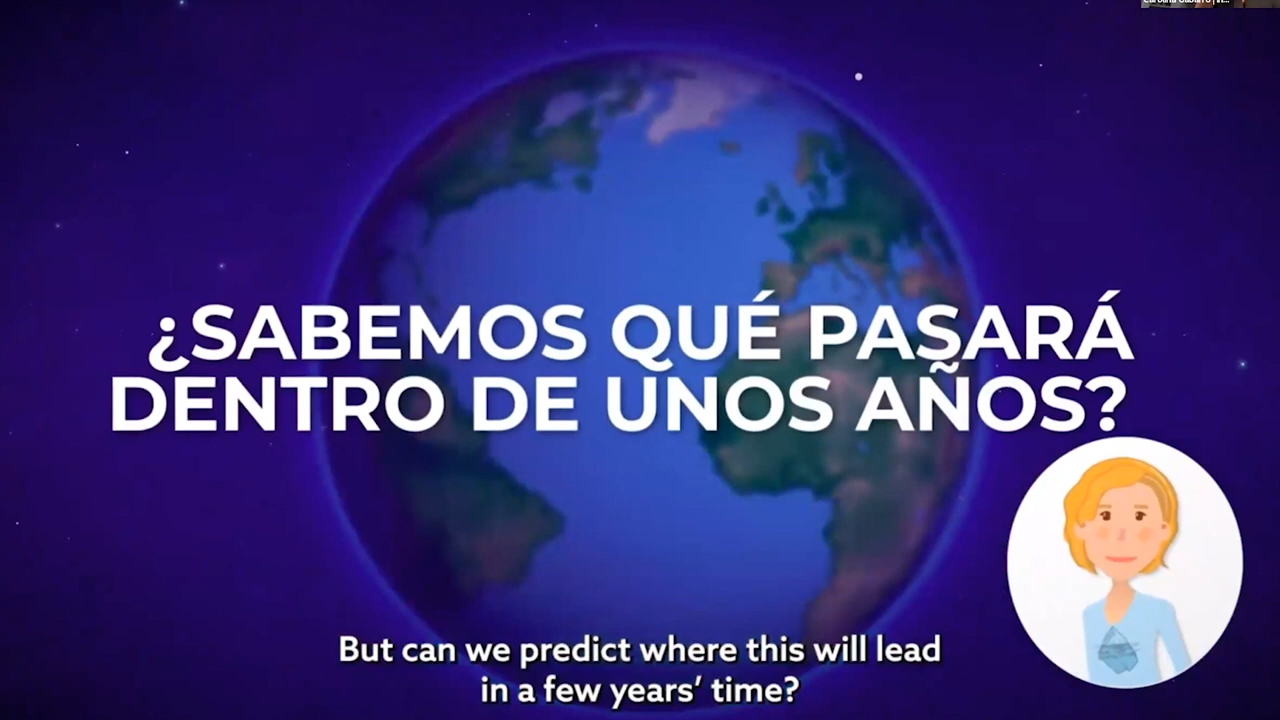 ¿SABEMOS QUÉ PASARÁ
DENTRO DE UNOS AÑOS?
But can we predict where this will lead
in a few years’ time?